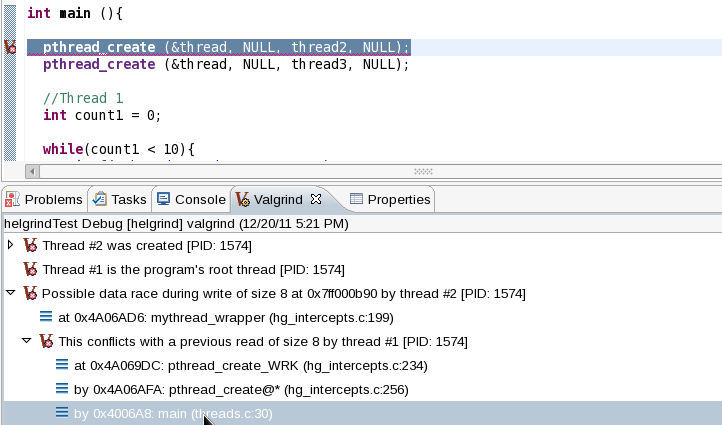 int main (){
pthread_create (&thread, NULL, thread2, NULL);
pthread_create (&thread, NULL, thread3, NULL);
//Thread 1
int count1 = 0;
while(count1 < 10){
Problems Tasks Console Valgrind Properties
helgrindTest Debug [helgrind] valgrind (12/20/11 5:21 PM)
Thread #2 was created [PID: 1574]
Thread #1 is the program's root thread [PID: 1574]
Possible data race during write of size 8 at 0x7ff000b90 by thread #2 [PID: 1574]
at 0x4A06AD6: mythread_wrapper (hg_intercepts.c:199)
This conflicts with a previous read of size 8 by thread #1 [PID: 1574]
at 0x4A069DC: pthread_create_WRK (hg_intercepts.c:234)
by 0x4A06AFA: pthread_create@* (hg_intercepts.c:256)
by 0x4006A8: main (threads.c:30)